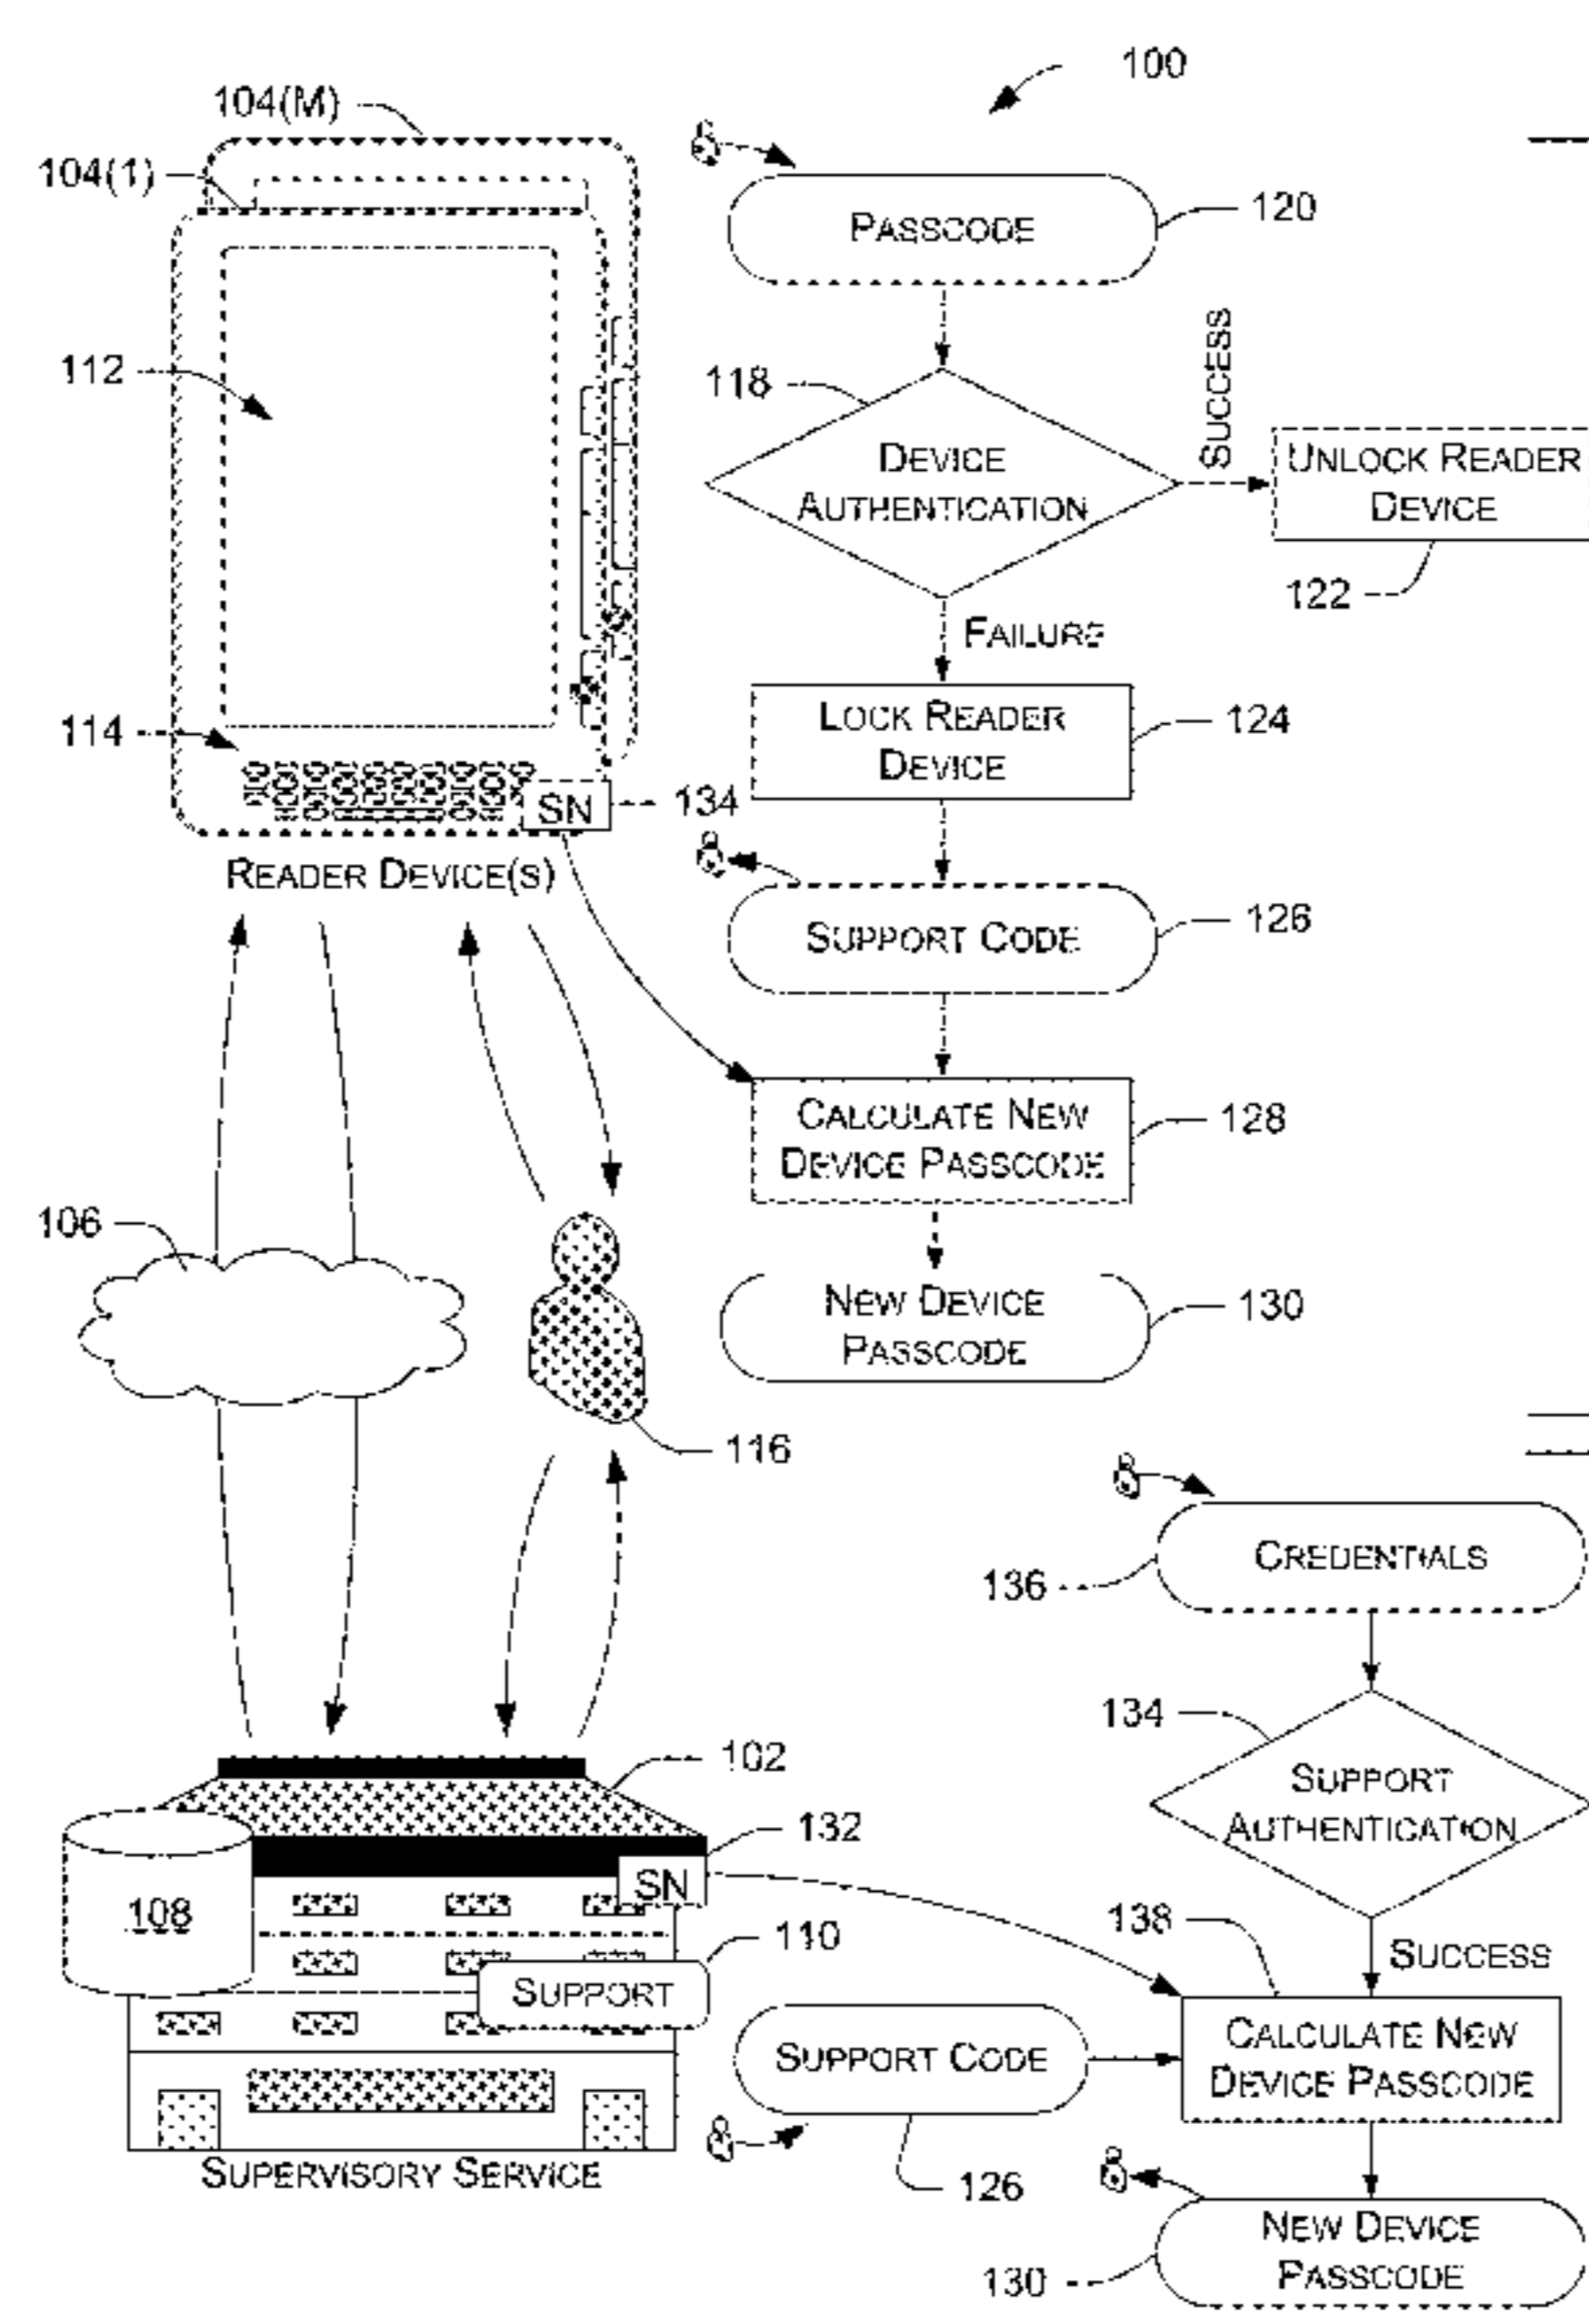 100
104(M)
104(1)
PASSCODE
120
112
118
SUCCESS
DEVICE
AUTHENTICATION
UNLOCK READER
DEVICE
122
FAILURE
LOCK READER
DEVICE
124
114
SN
134
READER DEVICE(S)
SUPPORT CODE
126
CALCULATE NEW
DEVICE PASSCODE
128
106
NEW DEVICE
PASSCODE
130
116
CREDENTIALS
136
134
SUPPORT
AUTHENTICATION
102
132
SN
108
110
SUPPORT
138
SUCCESS
SUPPORT CODE
CALCULATE NEW
DEVICE PASSCODE
SUPERVISORY SERVICE
126
NEW DEVICE
PASSCODE
130